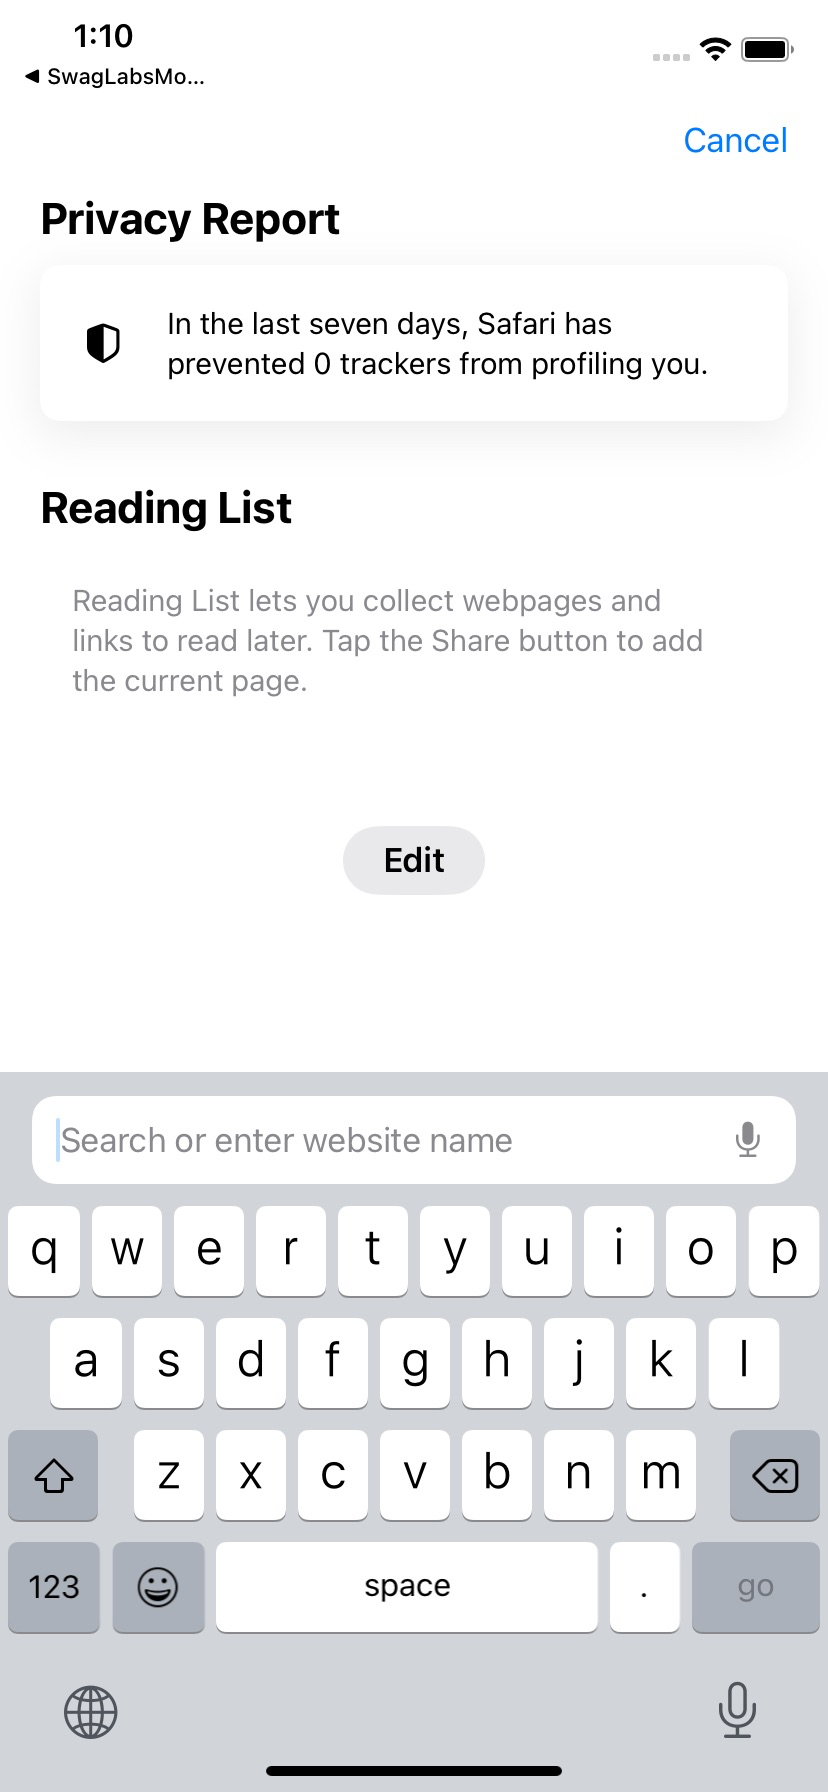 1:10
◀ SwagLabsMo...
Cancel
Privacy Report
In the last seven days, Safari has
prevented 0 trackers from profiling you.
Reading List
Reading List lets you collect webpages and
links to read later. Tap the Share button to add
the current page.
Edit
Search or enter website name
q w e r t y u i o p
a s d f g h j k l
z x c v b n m
123 space . go